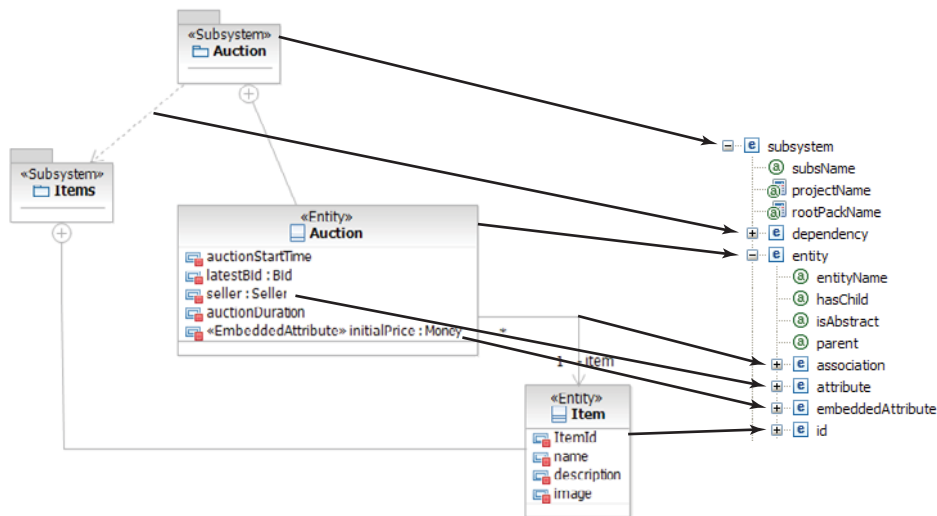 «Subsystem»
Auction
«Subsystem»
Items
«Entity»
Auction
auctionStartTime
latestBid : Bid
seller : Seller
auctionDuration
«EmbeddedAttribute» initialPrice : Money
*
1 - item
«Entity»
Item
ItemId
name
description
image
subsystem
subsName
projectName
rootPackName
dependency
entity
entityName
hasChild
isAbstract
parent
association
attribute
embeddedAttribute
id